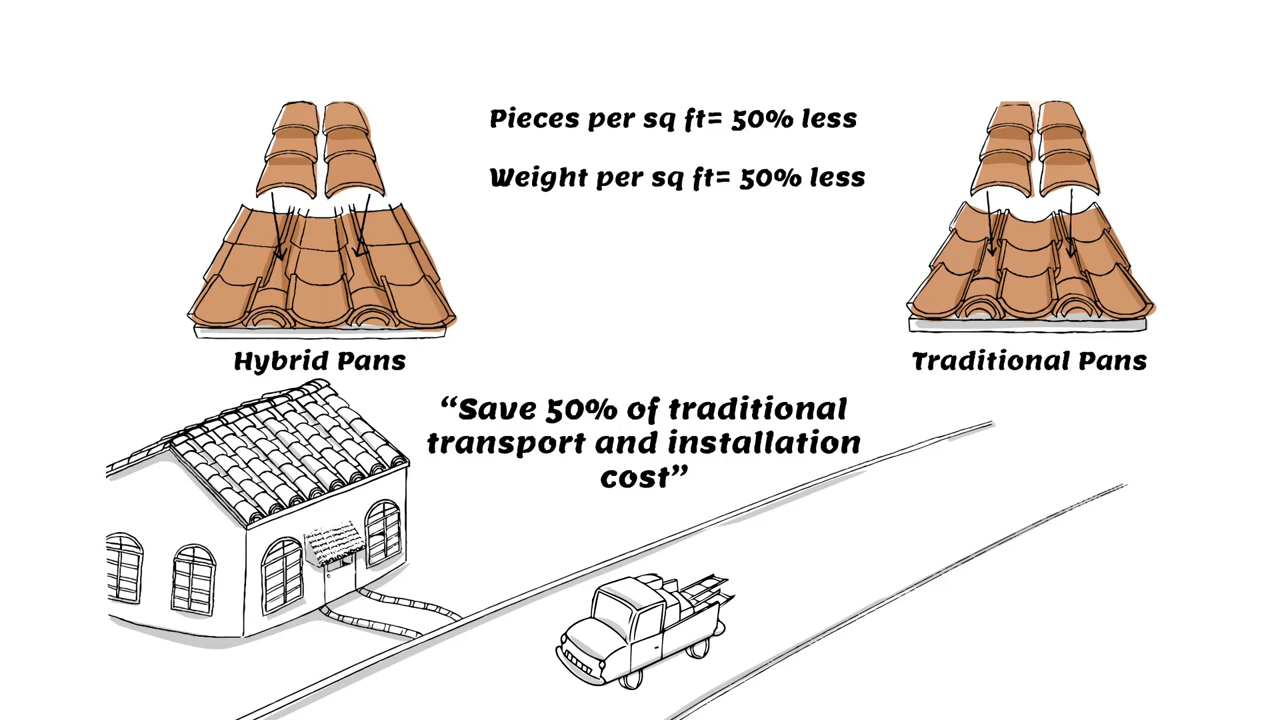 Pieces per sq ft= 50% less
Weight per sq ft= 50% less
Hybrid Pans
Traditional Pans
“Save 50% of traditional
transport and installation
cost”